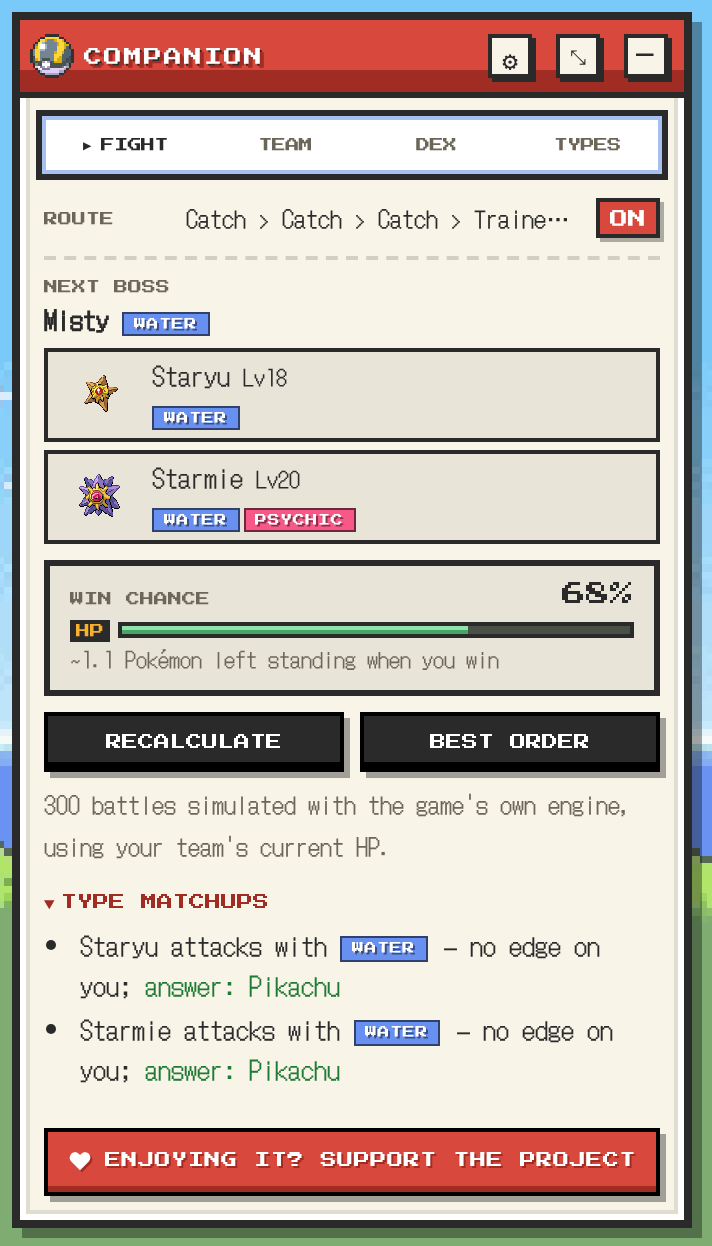 COMPANION
▸ FIGHT TEAM DEX TYPES
ROUTE Catch > Catch > Catch > Traine… ON
NEXT BOSS
Misty WATER
Staryu Lv18
WATER
Starmie Lv20
WATER PSYCHIC
WIN CHANCE 68%
HP
~1.1 Pokémon left standing when you win
RECALCULATE BEST ORDER
300 battles simulated with the game's own engine,
using your team's current HP.
▾ TYPE MATCHUPS
• Staryu attacks with WATER — no edge on
you; answer: Pikachu
• Starmie attacks with WATER — no edge on
you; answer: Pikachu
♥ ENJOYING IT? SUPPORT THE PROJECT